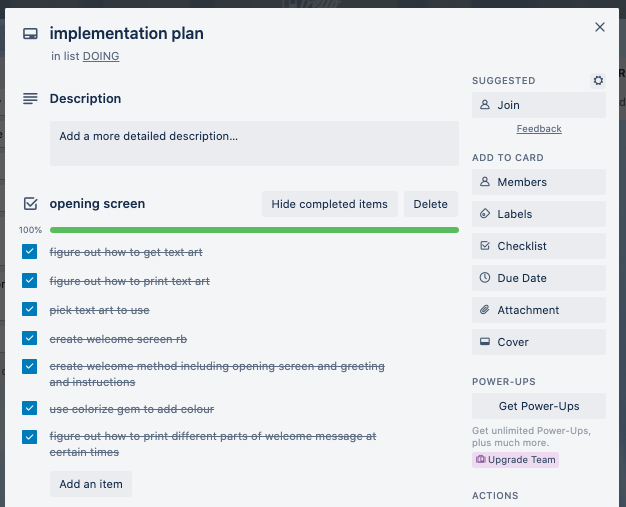 implementation plan
in list DOING
Description
Add a more detailed description...
opening screen
Hide completed items
Delete
100%
figure out how to get text art
figure out how to print text art
pick text art to use
create welcome screen rb
create welcome method including opening screen and greeting
and instructions
use colorize gem to add colour
figure out how to print different parts of welcome message at
certain times
Add an item
SUGGESTED
Join
Feedback
ADD TO CARD
Members
Labels
Checklist
Due Date
Attachment
Cover
POWER-UPS
Get Power-Ups
Get unlimited Power-Ups,
plus much more.
Upgrade Team
ACTIONS